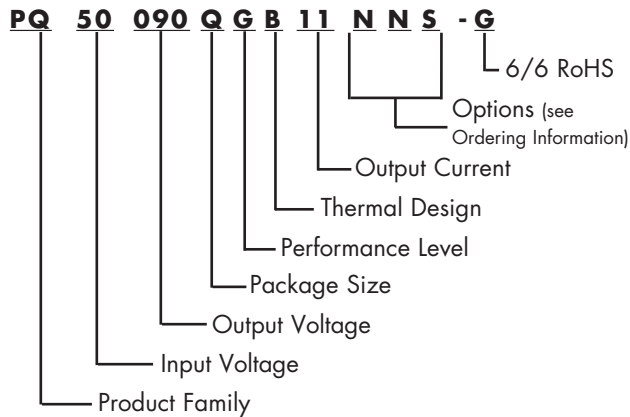 PQ 50 090 Q G B 11 N N S - G
6/6 RoHS
Options (see
Ordering Information)
Output Current
Thermal Design
Performance Level
Package Size
Output Voltage
Input Voltage
Product Family